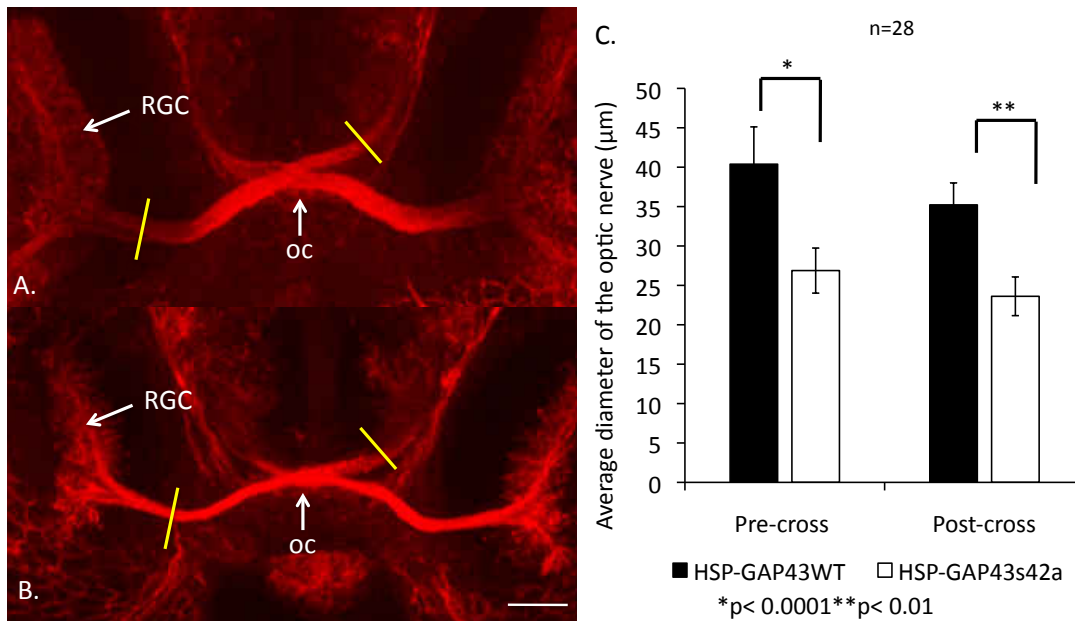 RGC
oc
A.
RGC
oc
B.
C.
n=28
*
**
Average diameter of the optic nerve (μm)
50
45
40
35
30
25
20
15
10
5
0
Pre-cross
Post-cross
HSP-GAP43WT
HSP-GAP43s42a
*p< 0.0001**p< 0.01